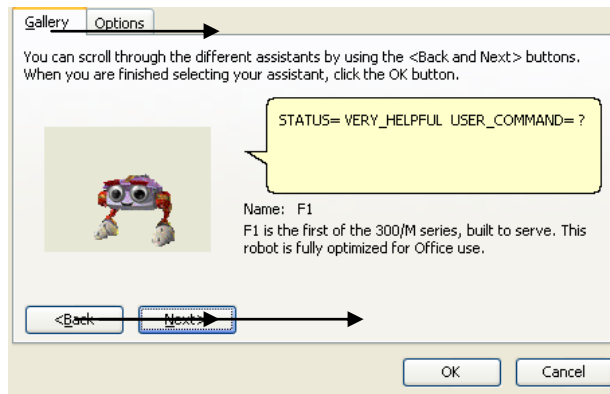 Gallery Options
You can scroll through the different assistants by using the <Back and Next> buttons.
When you are finished selecting your assistant, click the OK button.
STATUS= VERY_HELPFUL USER_COMMAND= ?
Name: F1
F1 is the first of the 300/M series, built to serve. This
robot is fully optimized for Office use.
<Back Next>
OK Cancel